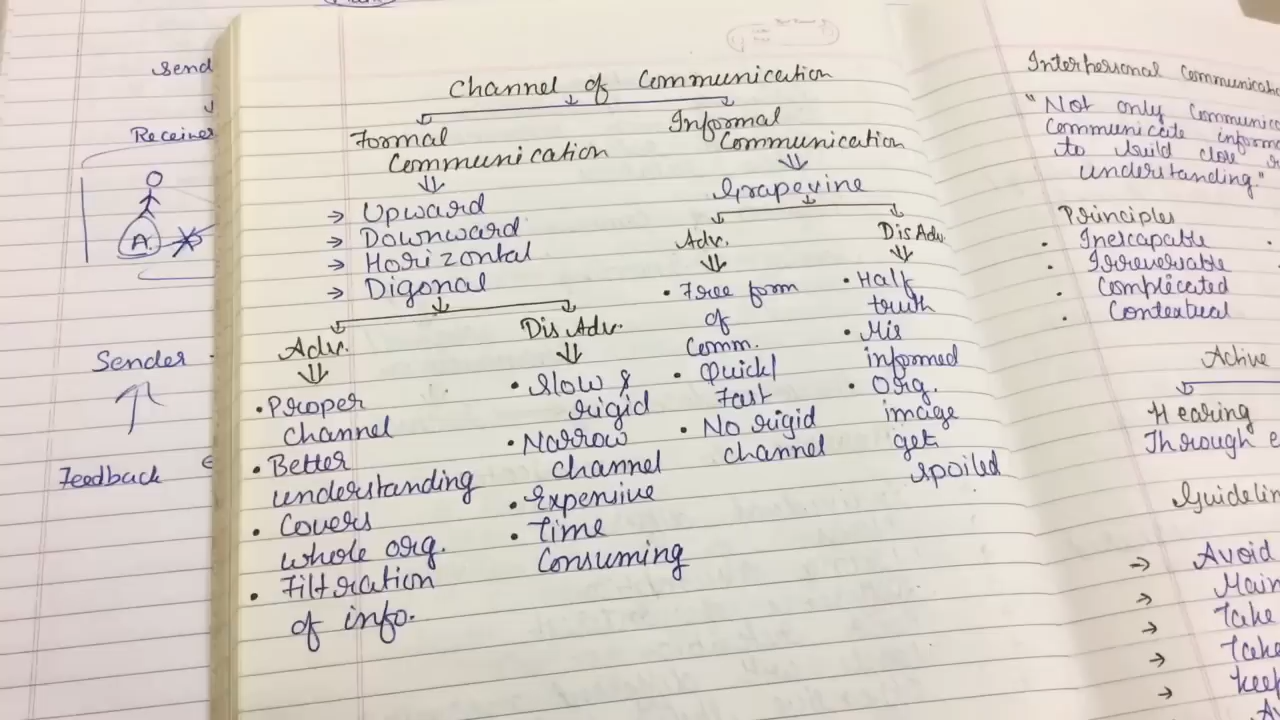 Send
Receiver
A.
Sender
Feedback
Channel of Communication
Formal
Communication
→ Upward
→ Downward
→ Horizontal
→ Digonal
Adv.
• Proper
channel
• Better
understanding
• Covers
whole org.
• Filtration
of info.
Dis Adv.
• Slow &
rigid
• Narrow
channel
• Expensive
• Time
Consuming
Informal
Communication
Grapevine
Adv.
• Free form
of
Comm.
• Quick/
Fast
• No rigid
channel
Dis Adv.
• Half
truth
• Mis
informed
• Org.
image
get
spoiled
Interpersonal Communicatio
"Not only communic
communicate inform
to build close
understanding."
Principles
• Inescapable
• Irreversable
• Complicated
• Contextual
Active
Hearing
Through e
Guidelin
→ Avoid
→ Main
→ Take
→ Take
→ keep